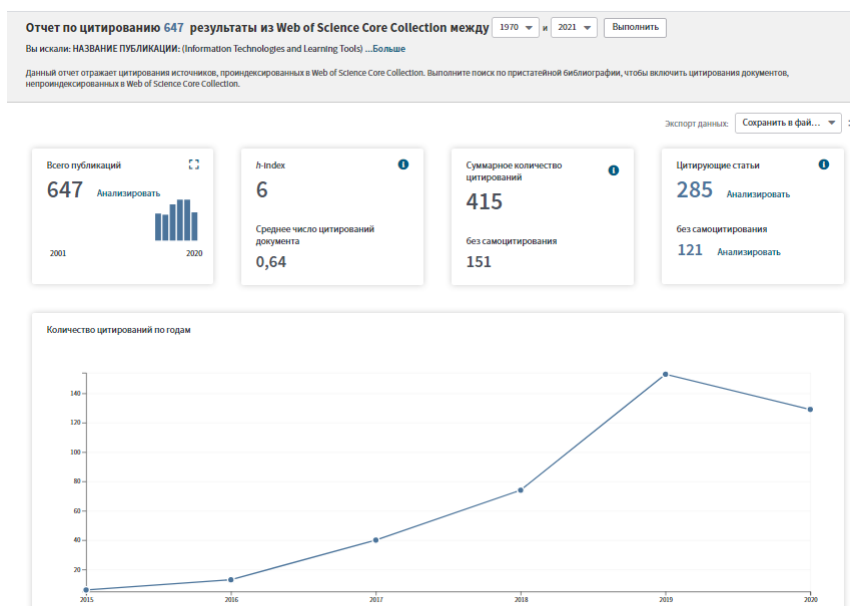 Отчет по цитированию 647 результаты из Web of Science Core Collection между 1970 и 2021 Выполнить
Вы искали: НАЗВАНИЕ ПУБЛИКАЦИИ: (Information Technologies and Learning Tools) ...Больше
Данный отчет отражает цитирования источников, проиндексированных в Web of Science Core Collection. Выполните поиск по пристатейной библиографии, чтобы включить цитирования документов,
непроиндексированных в Web of Science Core Collection.
Экспорт данных: Сохранить в фай...
Всего публикаций
647 Анализировать
2001 2020
h-index
6
Среднее число цитирований
документа
0,64
Суммарное количество
цитирований
415
без самоцитирования
151
Цитирующие статьи
285 Анализировать
без самоцитирования
121 Анализировать
Количество цитирований по годам
140
120
100
80
60
40
20
2015 2016 2017 2018 2019 2020